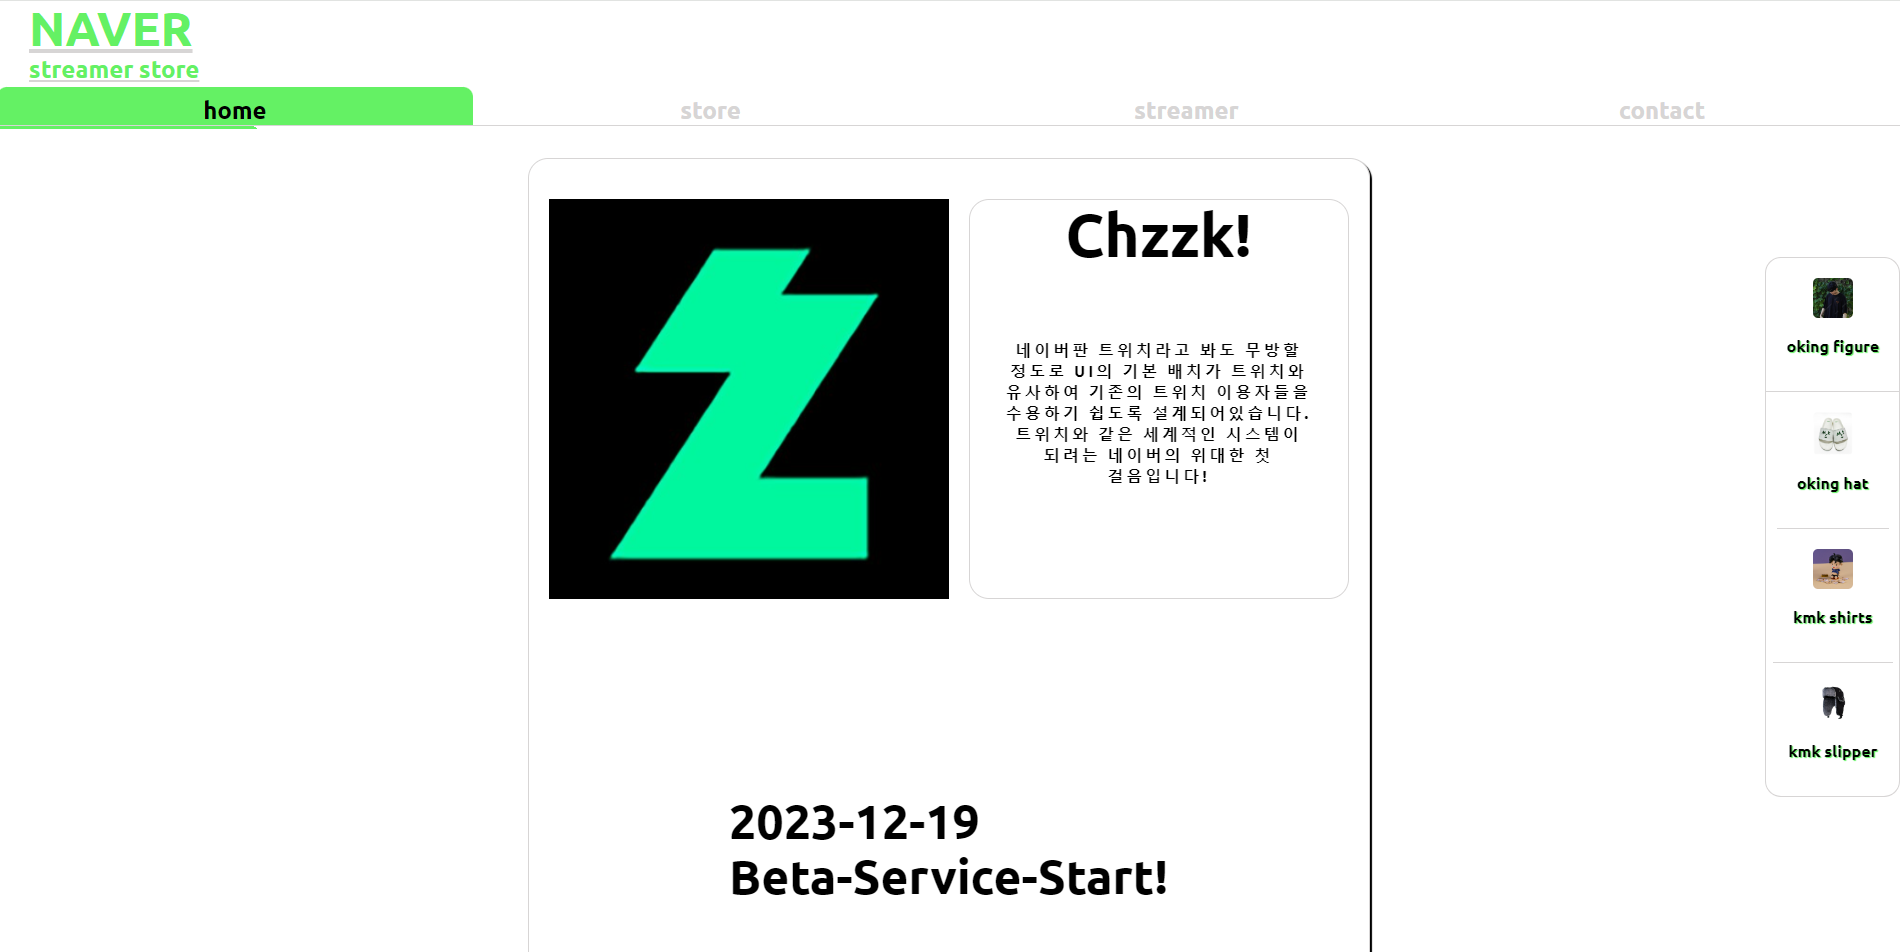 NAVER
streamer store
home
store
streamer
contact
Chzzk!
네이버판 트위치라고 봐도 무방할
정도로 UI의 기본 배치가 트위치와
유사하여 기존의 트위치 이용자들을
수용하기 쉽도록 설계되어있습니다.
트위치와 같은 세계적인 시스템이
되려는 네이버의 위대한 첫
걸음입니다!
2023-12-19
Beta-Service-Start!
oking figure
oking hat
kmk shirts
kmk slipper